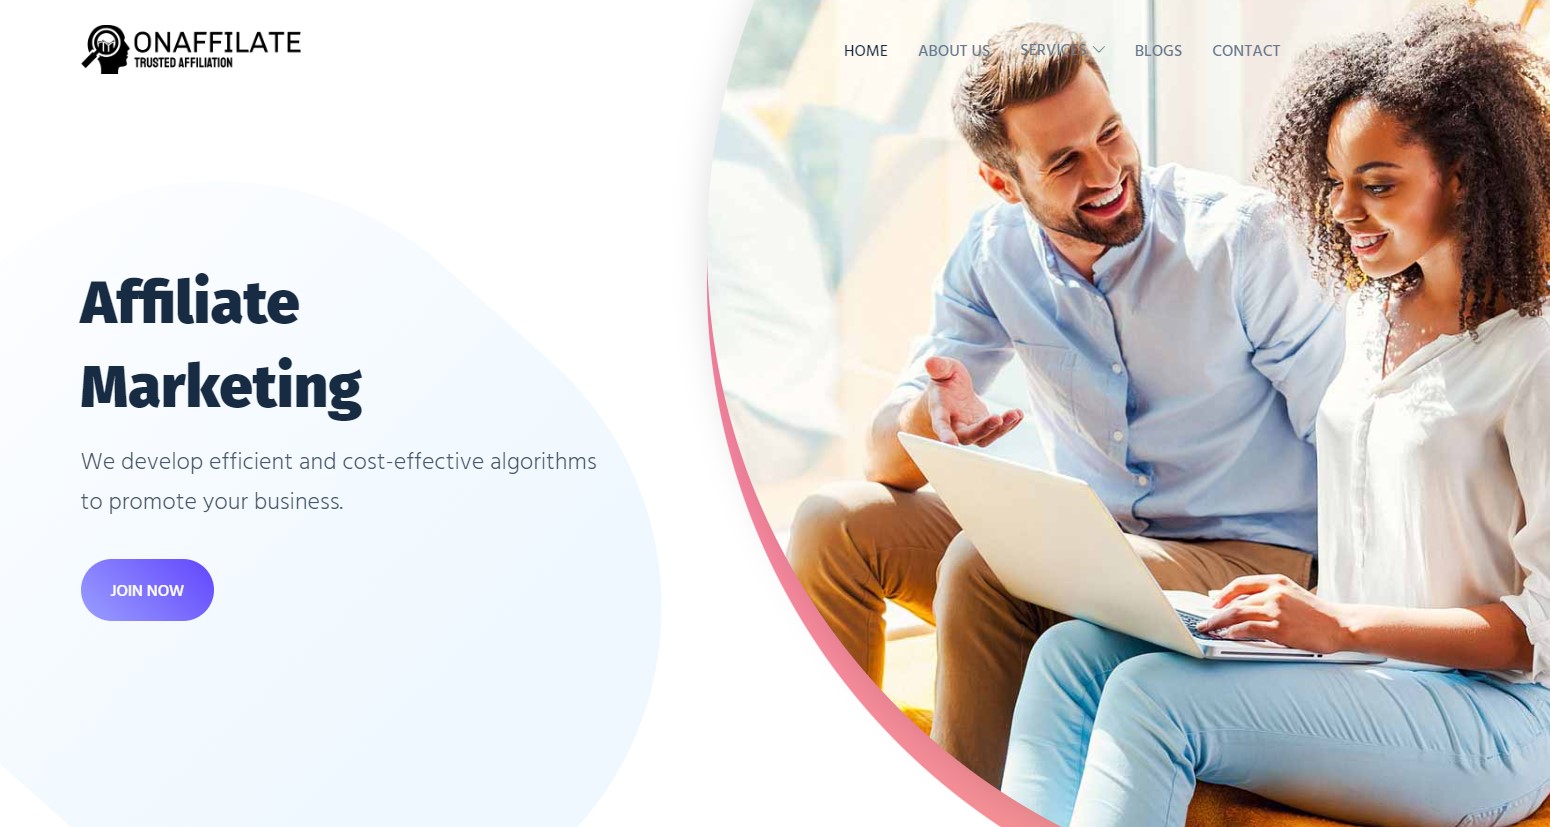 ONAFFILATE
TRUSTED AFFILIATION
HOME ABOUT US SERVICES BLOGS CONTACT
Affiliate
Marketing
We develop efficient and cost-effective algorithms
to promote your business.
JOIN NOW